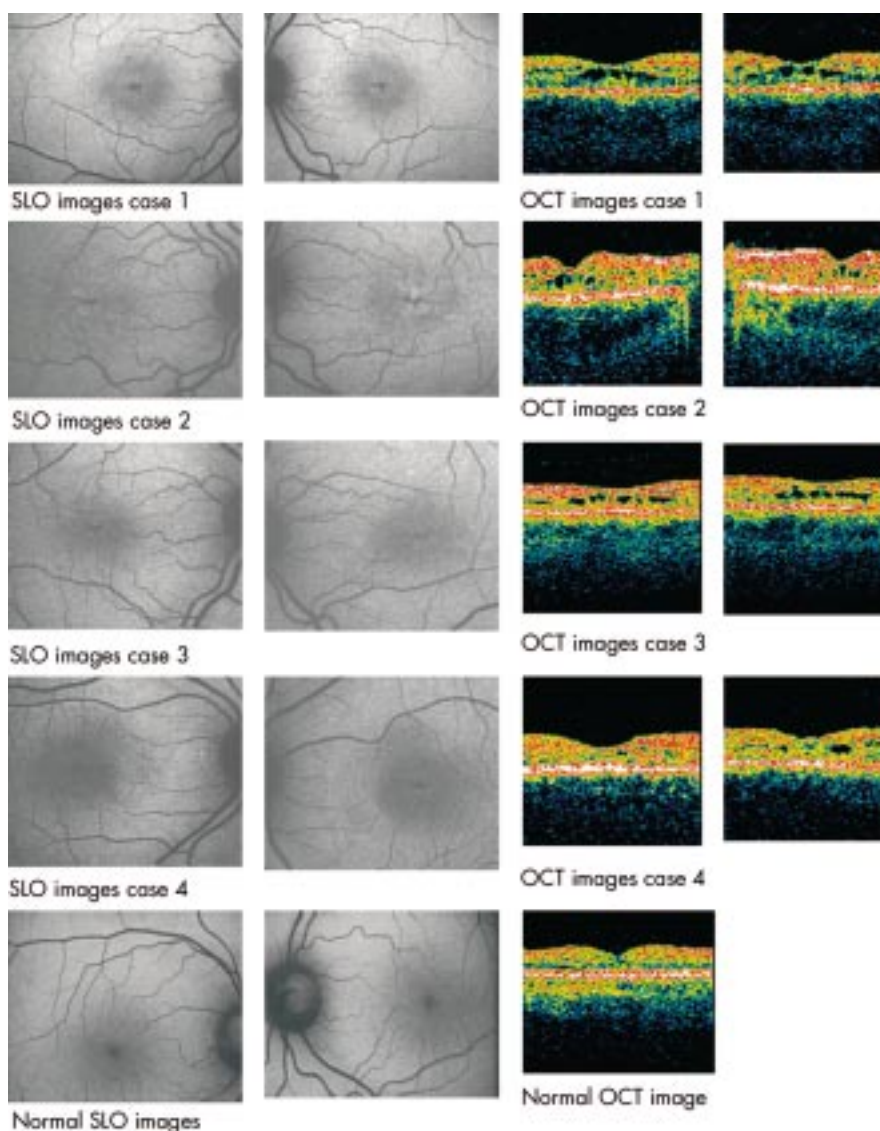 SLO images case 1
OCT images case 1
SLO images case 2
OCT images case 2
SLO images case 3
OCT images case 3
SLO images case 4
OCT images case 4
Normal SLO images
Normal OCT image